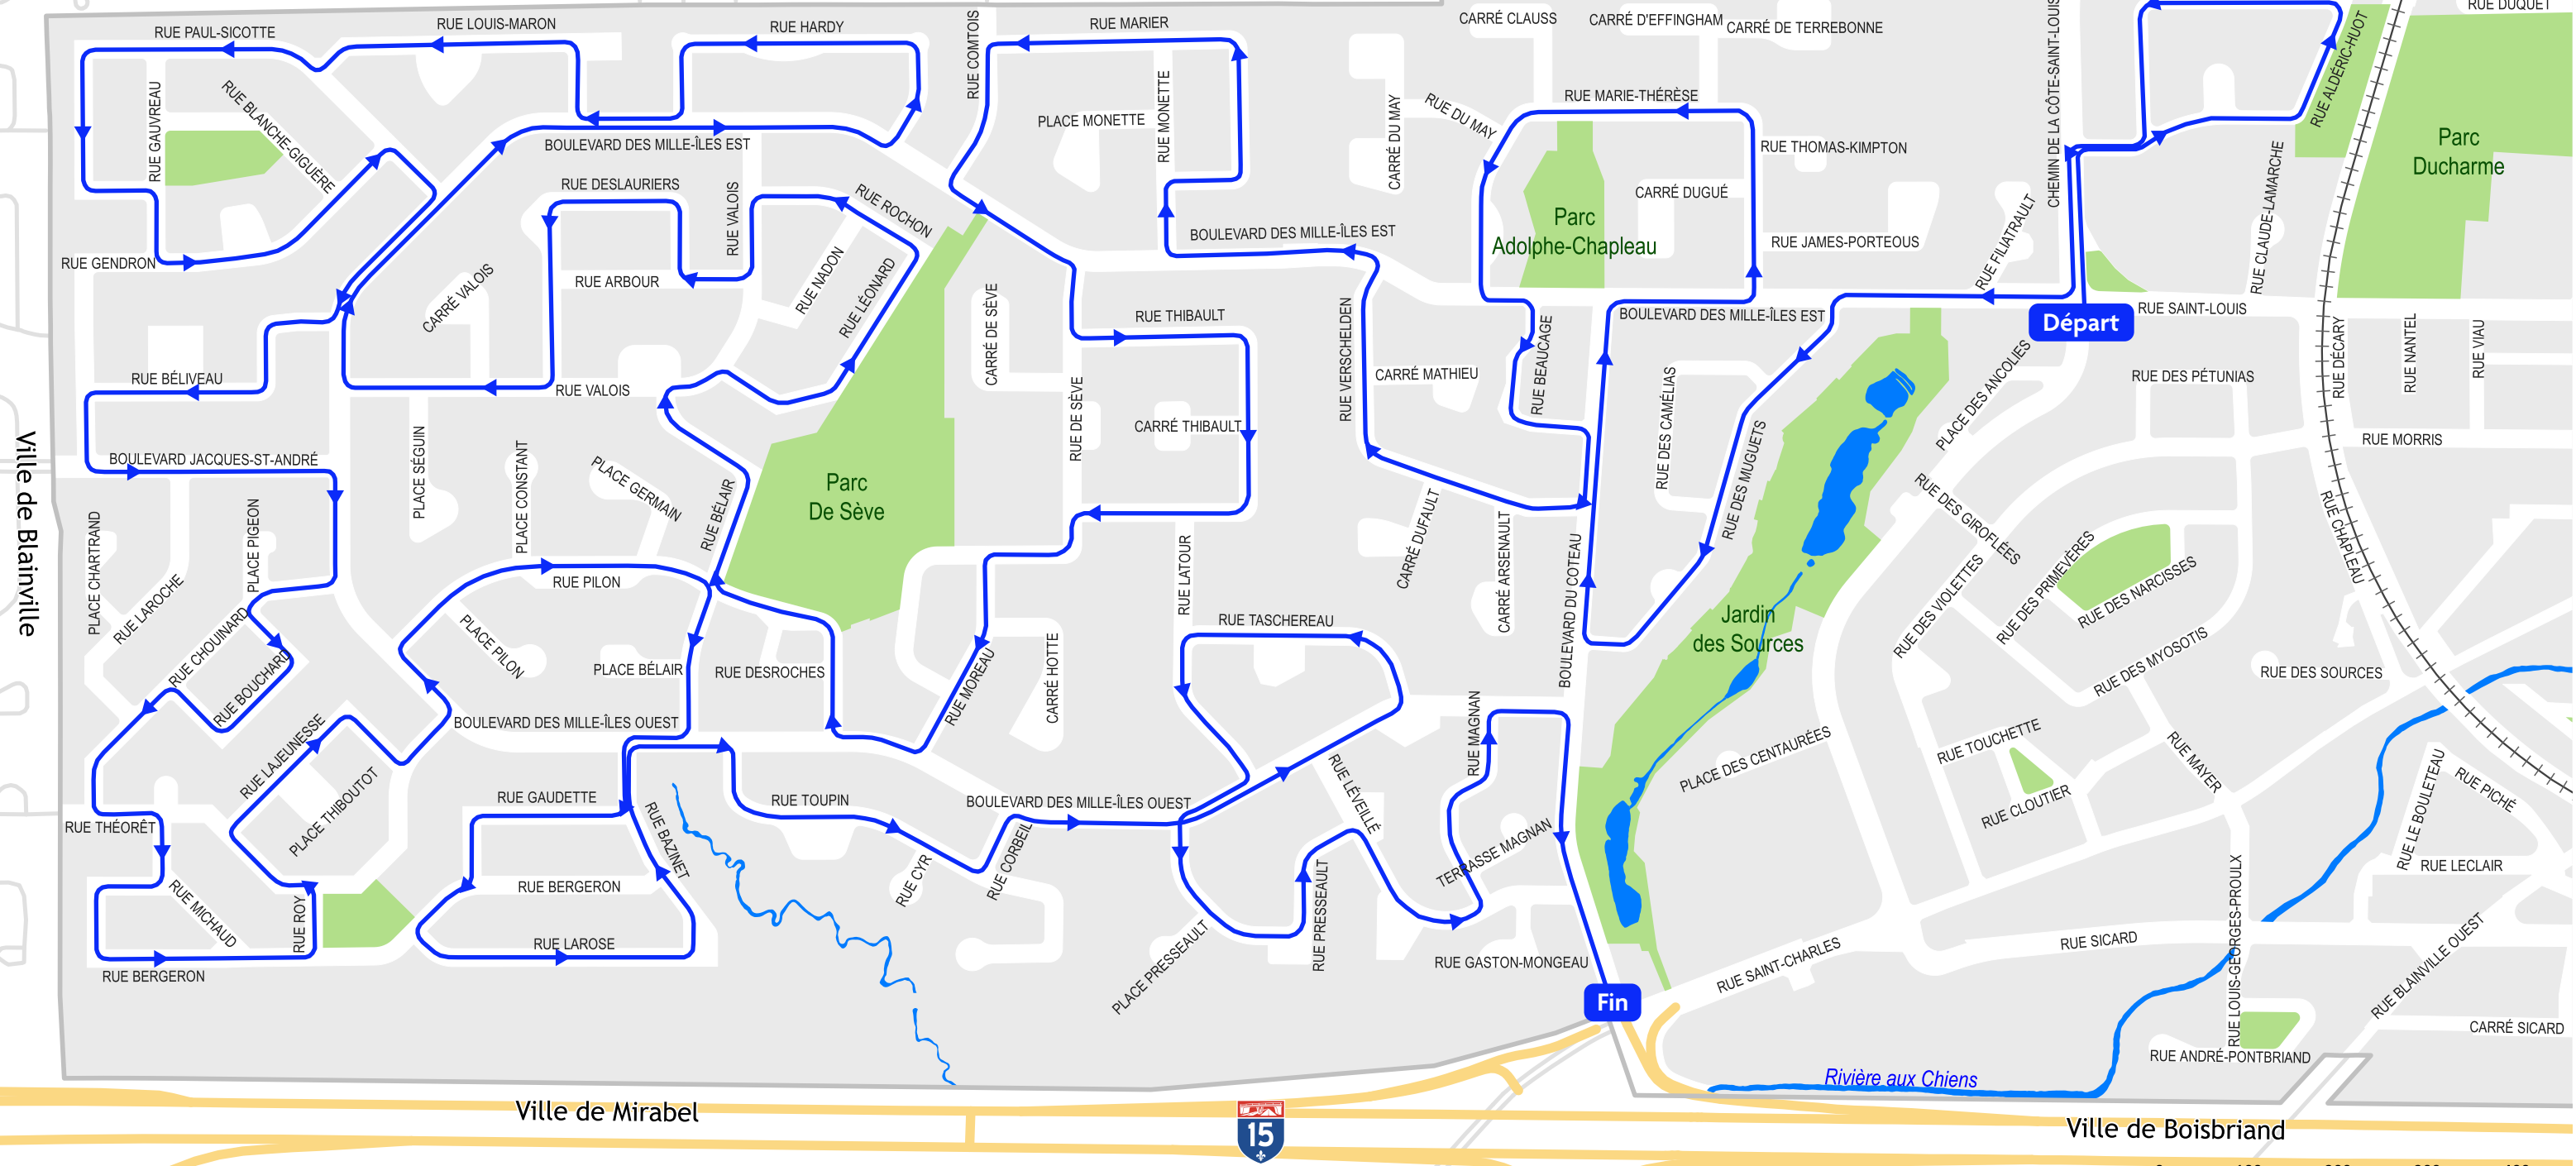 RUE PAUL-SICOTTE
RUE LOUIS-MARON
RUE HARDY
RUE COMTOIS
RUE MARIER
CARRÉ CLAUSS
CARRÉ D'EFFINGHAM
CARRÉ DE TERREBONNE
CHEMIN DE LA CÔTE-SAINT-LOUIS
RUE DUQUET
RUE ALDÉRIC-HUOT
Parc
Ducharme
RUE GAUVREAU
RUE BLANCHE-GIGUÈRE
BOULEVARD DES MILLE-ÎLES EST
PLACE MONETTE
RUE MONETTE
CARRÉ DU MAY
RUE DU MAY
RUE MARIE-THÉRÈSE
RUE THOMAS-KIMPTON
CARRÉ DUGUÉ
Parc
Adolphe-Chapleau
RUE JAMES-PORTEOUS
RUE FILIATRAULT
RUE CLAUDE-LAMARCHE
RUE DESLAURIERS
RUE VALOIS
RUE ROCHON
RUE GENDRON
CARRÉ VALOIS
RUE ARBOUR
RUE NADON
RUE LÉONARD
BOULEVARD DES MILLE-ÎLES EST
CARRÉ DE SÈVE
RUE THIBAULT
RUE VERSCHELDEN
BOULEVARD DES MILLE-ÎLES EST
Départ
RUE SAINT-LOUIS
RUE DÉCARY
RUE NANTEL
RUE VIAU
RUE BÉLIVEAU
RUE VALOIS
RUE DE SÈVE
CARRÉ THIBAULT
CARRÉ MATHIEU
RUE BEAUCAGE
RUE DES CAMÉLIAS
RUE DES MUGUETS
PLACE DES ANCOLIES
RUE DES PÉTUNIAS
RUE MORRIS
Ville de Blainville
BOULEVARD JACQUES-ST-ANDRÉ
PLACE SÉGUIN
PLACE CONSTANT
PLACE GERMAIN
RUE BÉLAIR
Parc
De Sève
PLACE CHARTRAND
PLACE PIGEON
RUE LAROCHE
RUE CHOUINARD
RUE BOUCHARD
RUE PILON
PLACE PILON
PLACE BÉLAIR
RUE DESROCHES
RUE MOREAU
CARRÉ HOTTE
RUE LATOUR
RUE TASCHEREAU
CARRÉ DUFAULT
CARRÉ ARSENAULT
BOULEVARD DU COTEAU
Jardin
des Sources
RUE DES GIROFLÉES
RUE DES VIOLETTES
RUE DES PRIMEVÈRES
RUE DES NARCISSES
RUE DES MYOSOTIS
RUE CHAPLEAU
RUE DES SOURCES
RUE LAJEUNESSE
BOULEVARD DES MILLE-ÎLES OUEST
PLACE THIBOUTOT
RUE GAUDETTE
RUE BAZINET
RUE TOUPIN
BOULEVARD DES MILLE-ÎLES OUEST
RUE LÉVEILLÉ
RUE MAGNAN
PLACE DES CENTAURÉES
RUE TOUCHETTE
RUE CLOUTIER
RUE MAYER
RUE LE BOULETEAU
RUE PICHÉ
RUE THÉORÊT
RUE MICHAUD
RUE ROY
RUE BERGERON
RUE LAROSE
RUE BERGERON
RUE CYR
RUE CORBEIL
PLACE PRESSEAULT
RUE PRESSEAULT
TERRASSE MAGNAN
RUE GASTON-MONGEAU
Fin
RUE SAINT-CHARLES
RUE SICARD
RUE LOUIS-GEORGES-PROULX
RUE LECLAIR
RUE BLAINVILLE OUEST
CARRÉ SICARD
RUE ANDRÉ-PONTBRIAND
Rivière aux Chiens
Ville de Mirabel
15
Ville de Boisbriand